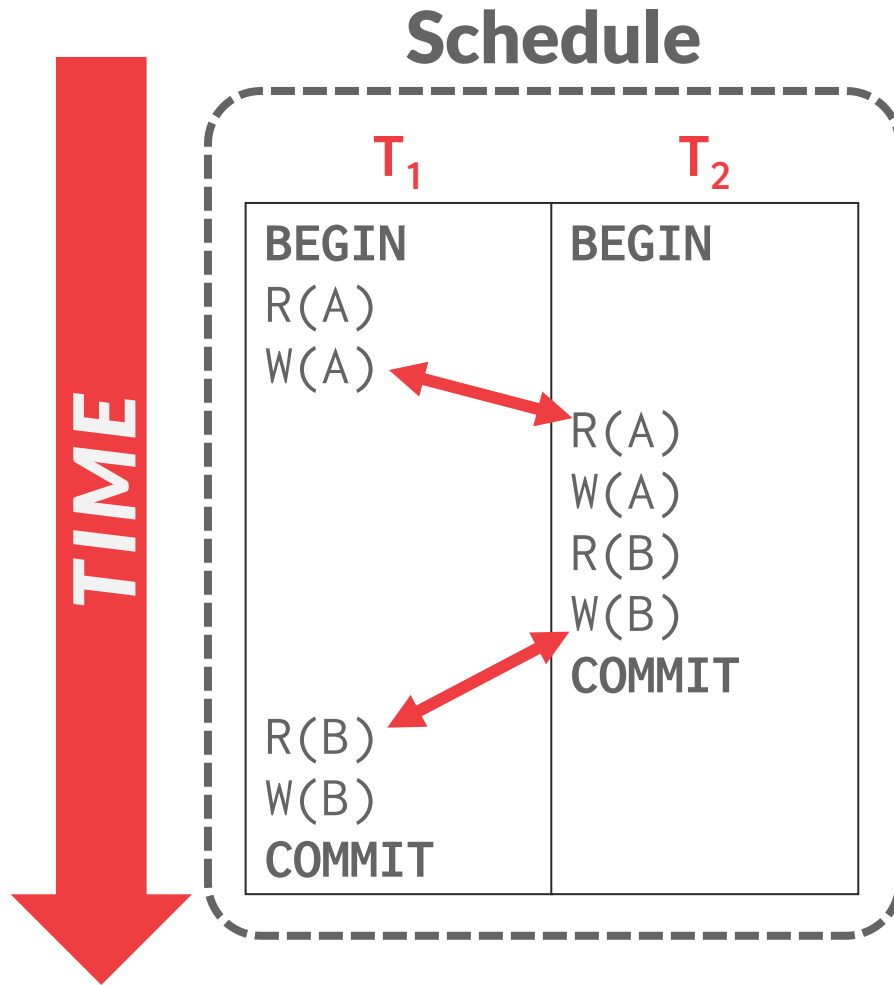 Schedule
TIME
T₁ T₂
BEGIN BEGIN
R(A)
W(A)
R(A)
W(A)
R(B)
W(B)
COMMIT
R(B)
W(B)
COMMIT